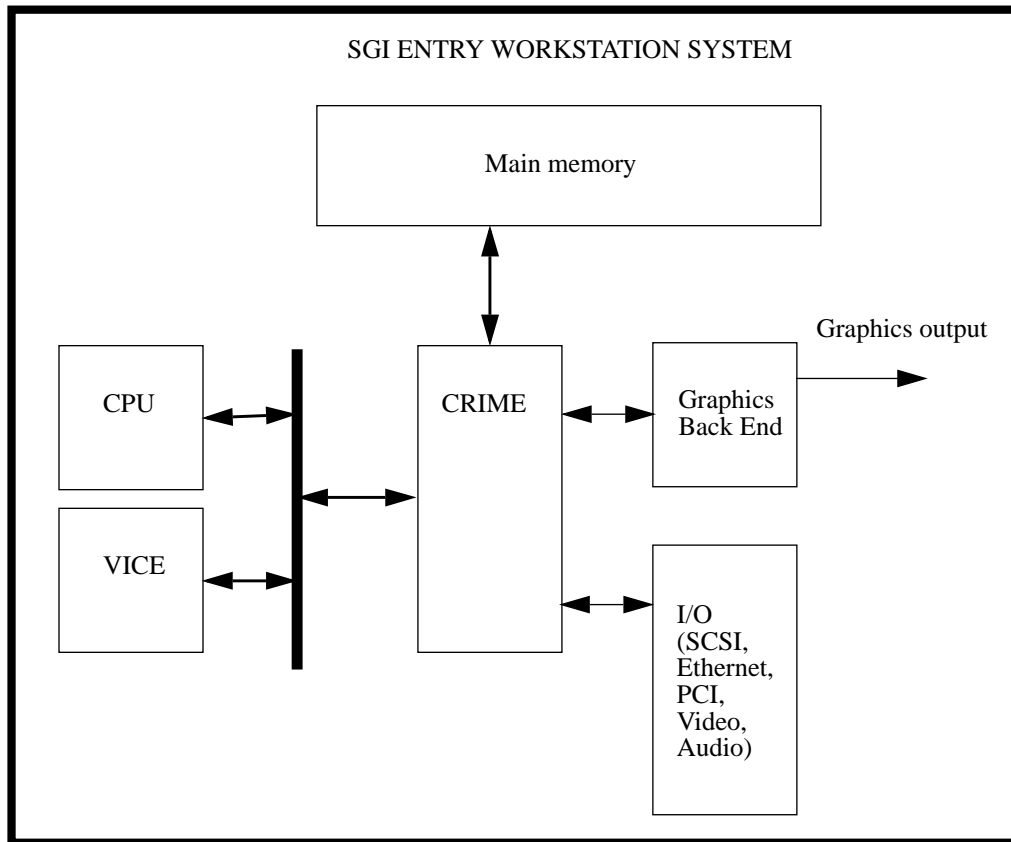 SGI ENTRY WORKSTATION SYSTEM
Main memory
Graphics output
CPU
CRIME
Graphics
Back End
VICE
I/O
(SCSI,
Ethernet,
PCI,
Video,
Audio)